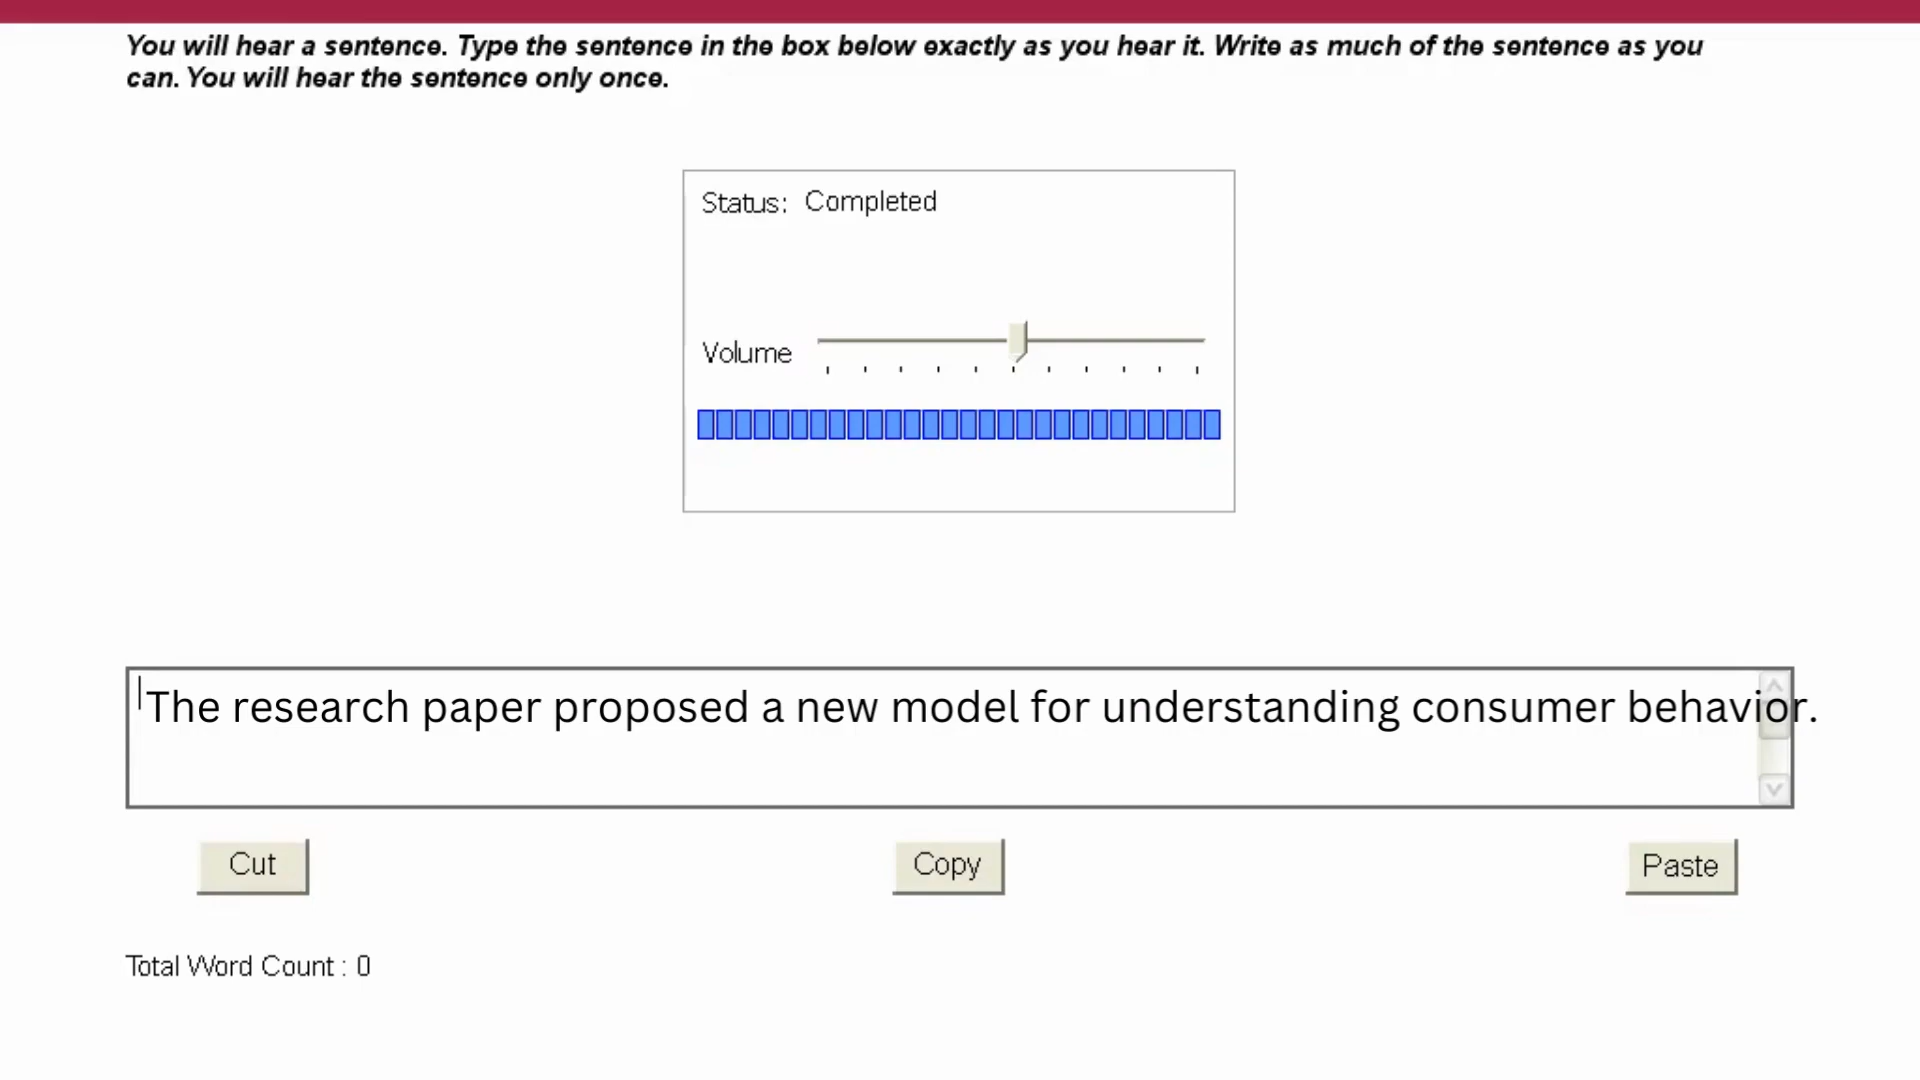 You will hear a sentence. Type the sentence in the box below exactly as you hear it. Write as much of the sentence as you
can. You will hear the sentence only once.
Status: Completed
Volume
The research paper proposed a new model for understanding consumer behavior.
Cut Copy Paste
Total Word Count : 0